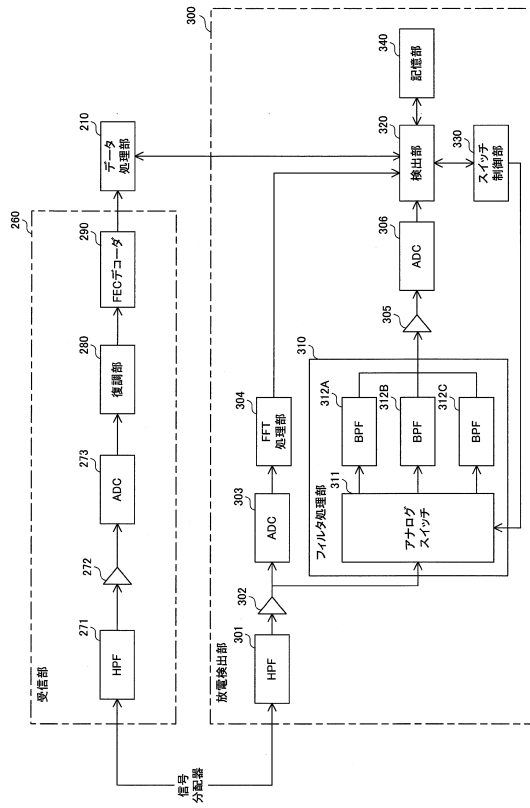 信号
分配器
260
受信部
271
HPF
272
273
ADC
280
復調部
290
FECデコーダ
210
データ
処理部
300
放電検出部
301
HPF
302
303
ADC
304
FFT
処理部
310
フィルタ処理部
311
アナログ
スイッチ
312A
BPF
312B
BPF
312C
BPF
305
306
ADC
320
検出部
330
スイッチ
制御部
340
記憶部